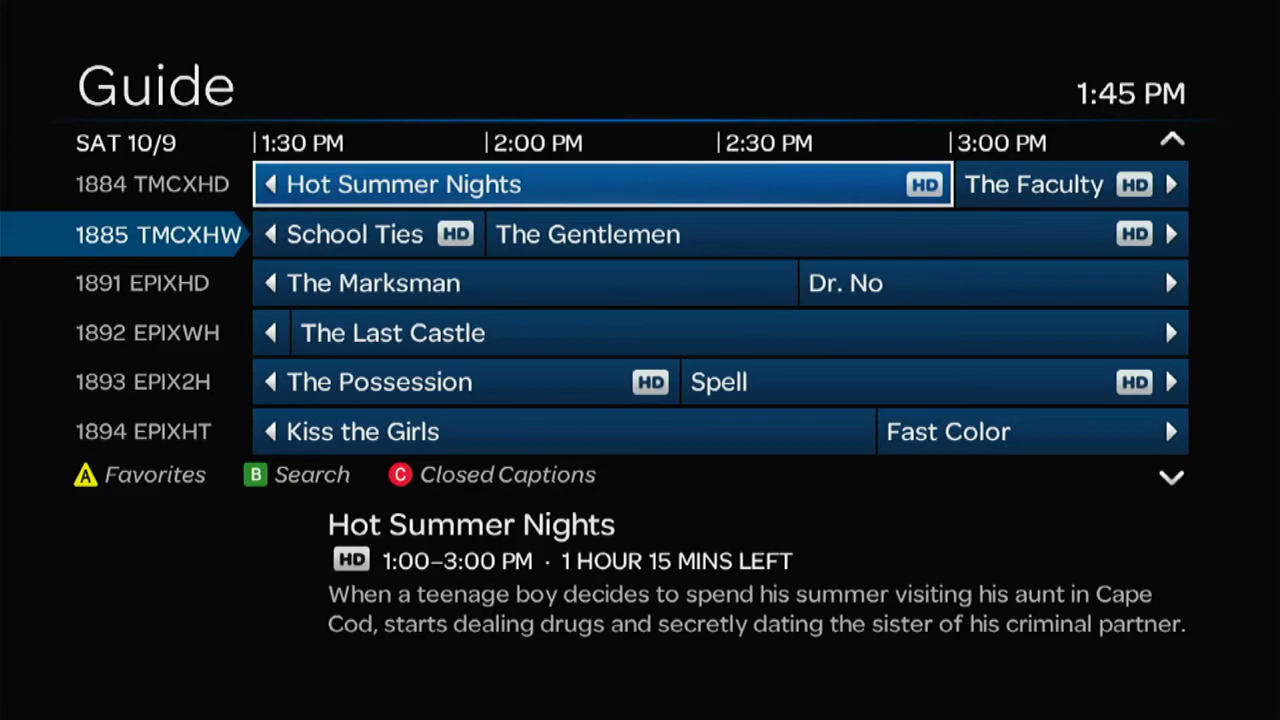 Guide
1:45 PM
SAT 10/9 1:30 PM 2:00 PM 2:30 PM 3:00 PM
1884 TMCXHD Hot Summer Nights HD The Faculty HD
1885 TMCXHW School Ties HD The Gentlemen HD
1891 EPIXHD The Marksman Dr. No
1892 EPIXWH The Last Castle
1893 EPIX2H The Possession HD Spell HD
1894 EPIXHT Kiss the Girls Fast Color
A Favorites B Search C Closed Captions
Hot Summer Nights
HD 1:00–3:00 PM · 1 HOUR 15 MINS LEFT
When a teenage boy decides to spend his summer visiting his aunt in Cape
Cod, starts dealing drugs and secretly dating the sister of his criminal partner.